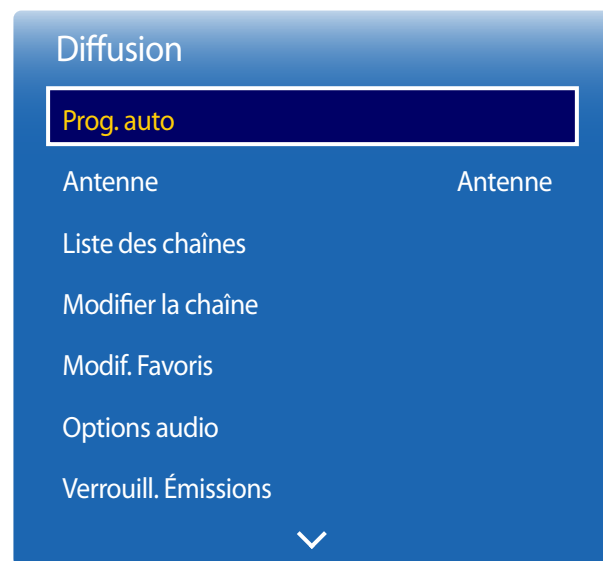 Diffusion
Prog. auto
Antenne Antenne
Liste des chaînes
Modifier la chaîne
Modif. Favoris
Options audio
Verrouill. Émissions